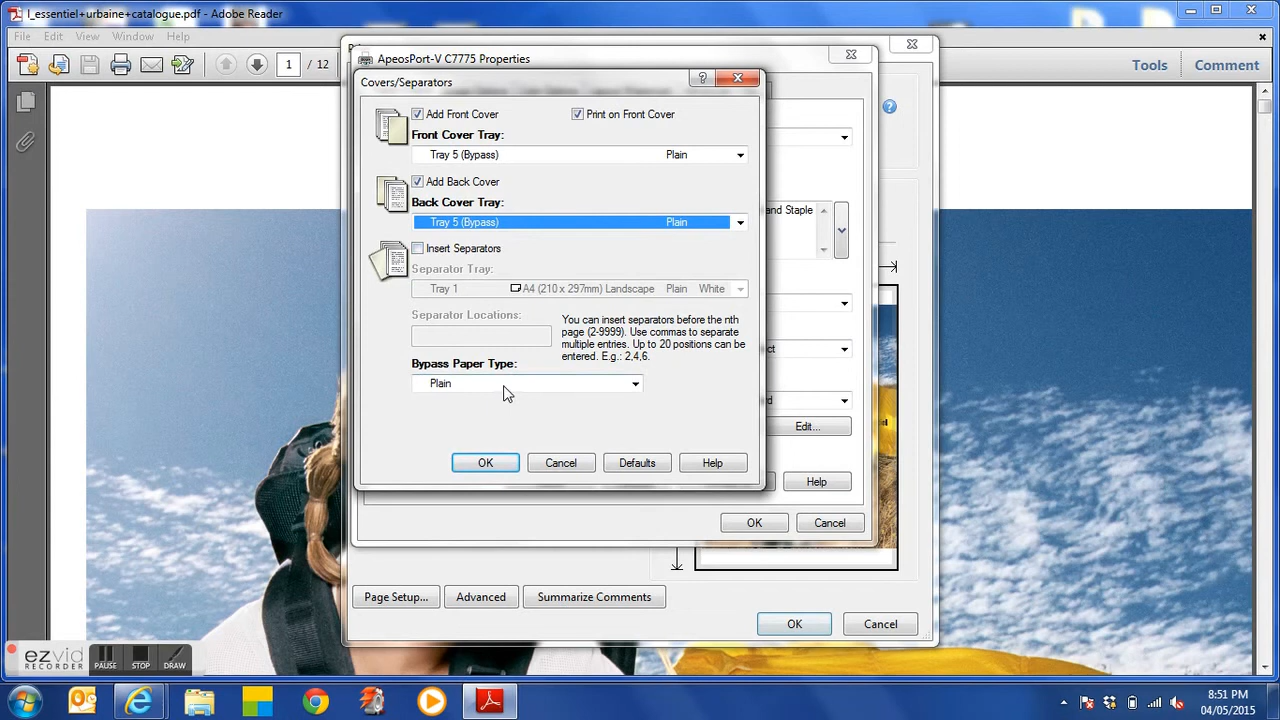 l_essentiel+urbaine+catalogue.pdf - Adobe Reader
File Edit View Window Help
1 / 12
Tools Comment
ApeosPort-V C7775 Properties
Covers/Separators
Add Front Cover Print on Front Cover
Front Cover Tray:
Tray 5 (Bypass) Plain
Add Back Cover
Back Cover Tray:
Tray 5 (Bypass) Plain
and Staple
Insert Separators
Separator Tray:
Tray 1 A4 (210 x 297mm) Landscape Plain White
Separator Locations:
You can insert separators before the nth
page (2-9999). Use commas to separate
multiple entries. Up to 20 positions can be
entered. E.g.: 2,4,6.
Bypass Paper Type:
Plain
Edit...
OK Cancel Defaults Help
Help
OK Cancel
Page Setup... Advanced Summarize Comments
OK Cancel
ezvid
RECORDER
PAUSE STOP DRAW
8:51 PM
04/05/2015